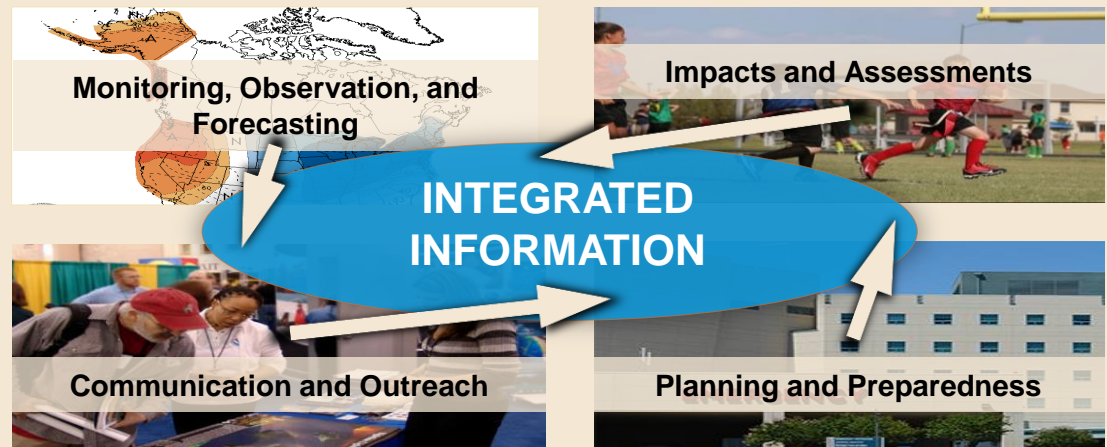 Monitoring, Observation, and
Forecasting
Impacts and Assessments
INTEGRATED
INFORMATION
Communication and Outreach
Planning and Preparedness